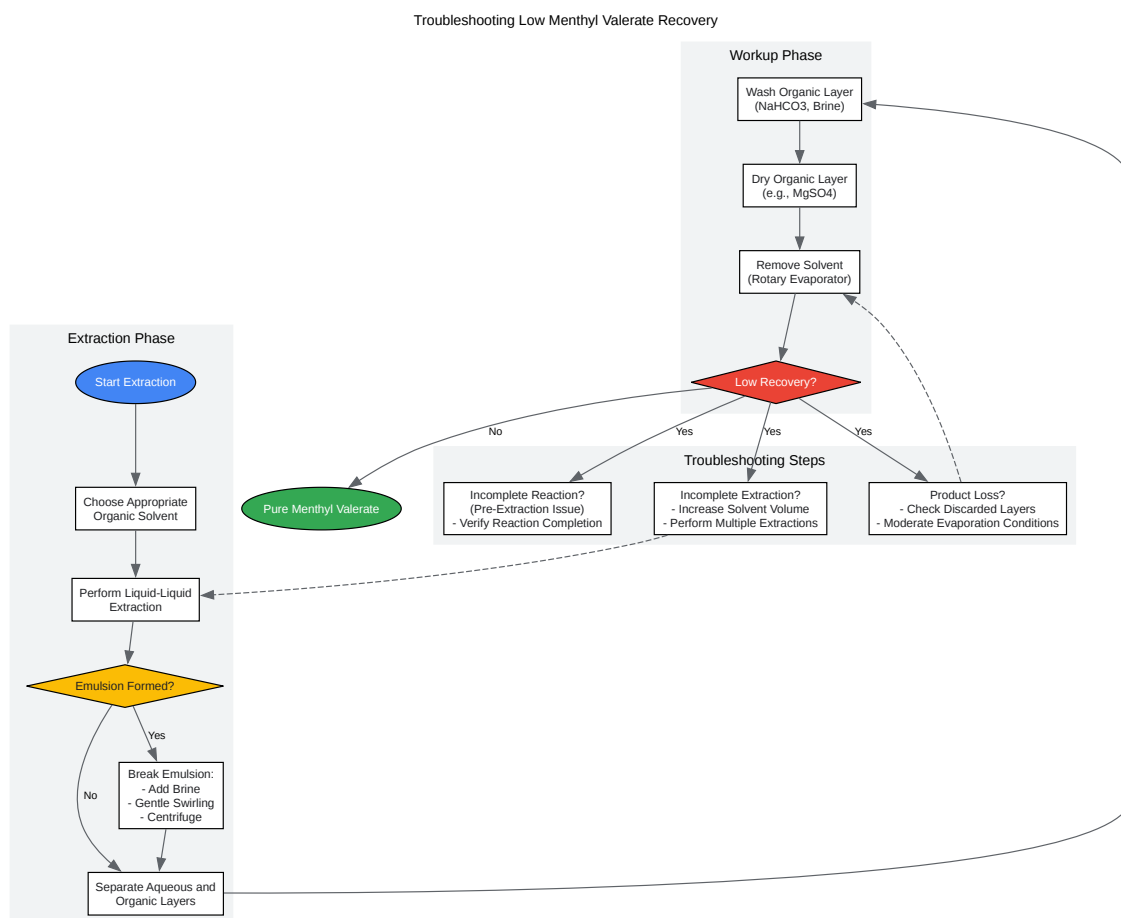 Troubleshooting Low Menthyl Valerate Recovery
Workup Phase
Wash Organic Layer
(NaHCO3, Brine)
Dry Organic Layer
(e.g., MgSO4)
Remove Solvent
(Rotary Evaporator)
Low Recovery?
No
Yes
Yes
Yes
Extraction Phase
Start Extraction
Choose Appropriate
Organic Solvent
Perform Liquid-Liquid
Extraction
Emulsion Formed?
Yes
No
Break Emulsion:
- Add Brine
- Gentle Swirling
- Centrifuge
Separate Aqueous and
Organic Layers
Pure Menthyl Valerate
Troubleshooting Steps
Incomplete Reaction?
(Pre-Extraction Issue)
- Verify Reaction Completion
Incomplete Extraction?
- Increase Solvent Volume
- Perform Multiple Extractions
Product Loss?
- Check Discarded Layers
- Moderate Evaporation Conditions